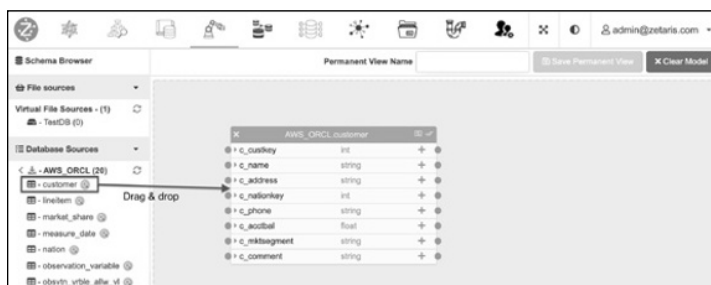 admin@zetaris.com
Schema Browser
Permanent View Name
Save Permanent View
Clear Model
File sources
Virtual File Sources - (1)
- TestDB (0)
Database Sources
- AWS_ORCL (20)
- customer
- lineitem
- market_share
- measure_date
- nation
- observation_variable
- obsvtn_vrble_allw_vl
Drag & drop
AWS_ORCL.customer
c_custkey int
c_name string
c_address string
c_nationkey int
c_phone string
c_acctbal float
c_mktsegment string
c_comment string